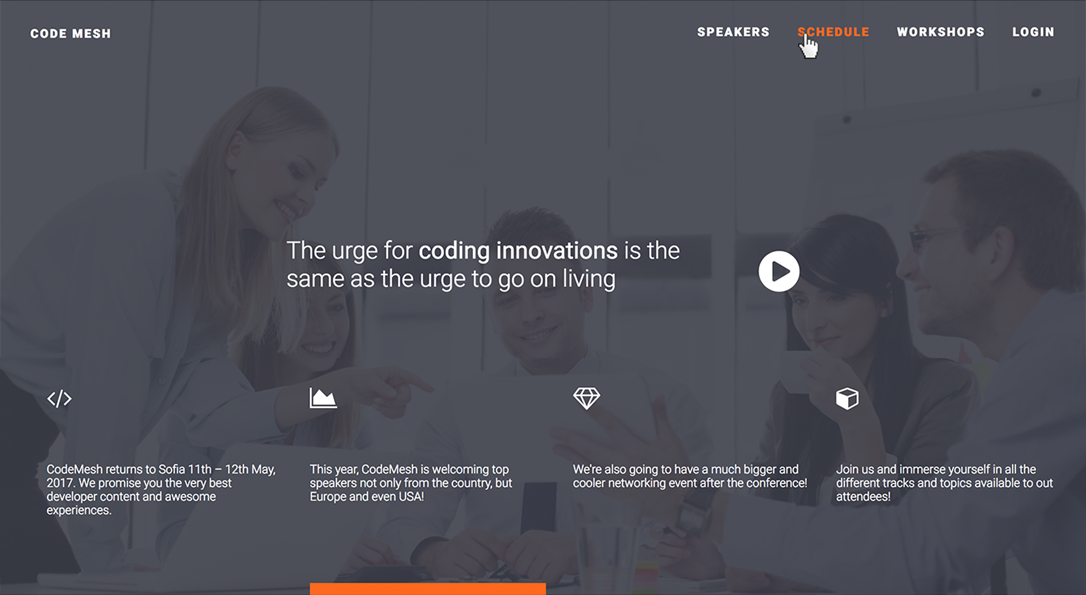 CODE MESH
SPEAKERS SCHEDULE WORKSHOPS LOGIN
The urge for coding innovations is the
same as the urge to go on living
CodeMesh returns to Sofia 11th – 12th May,
2017. We promise you the very best
developer content and awesome
experiences.
This year, CodeMesh is welcoming top
speakers not only from the country, but
Europe and even USA!
We're also going to have a much bigger and
cooler networking event after the conference!
Join us and immerse yourself in all the
different tracks and topics available to out
attendees!